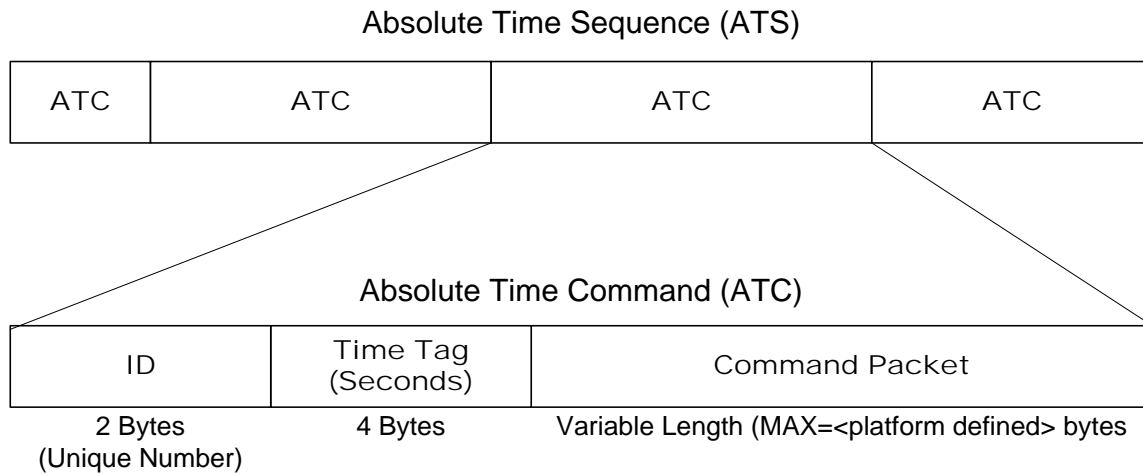 Absolute Time Sequence (ATS)
ATC ATC ATC ATC
Absolute Time Command (ATC)
ID Time Tag (Seconds) Command Packet
2 Bytes (Unique Number) 4 Bytes Variable Length (MAX=<platform defined> bytes